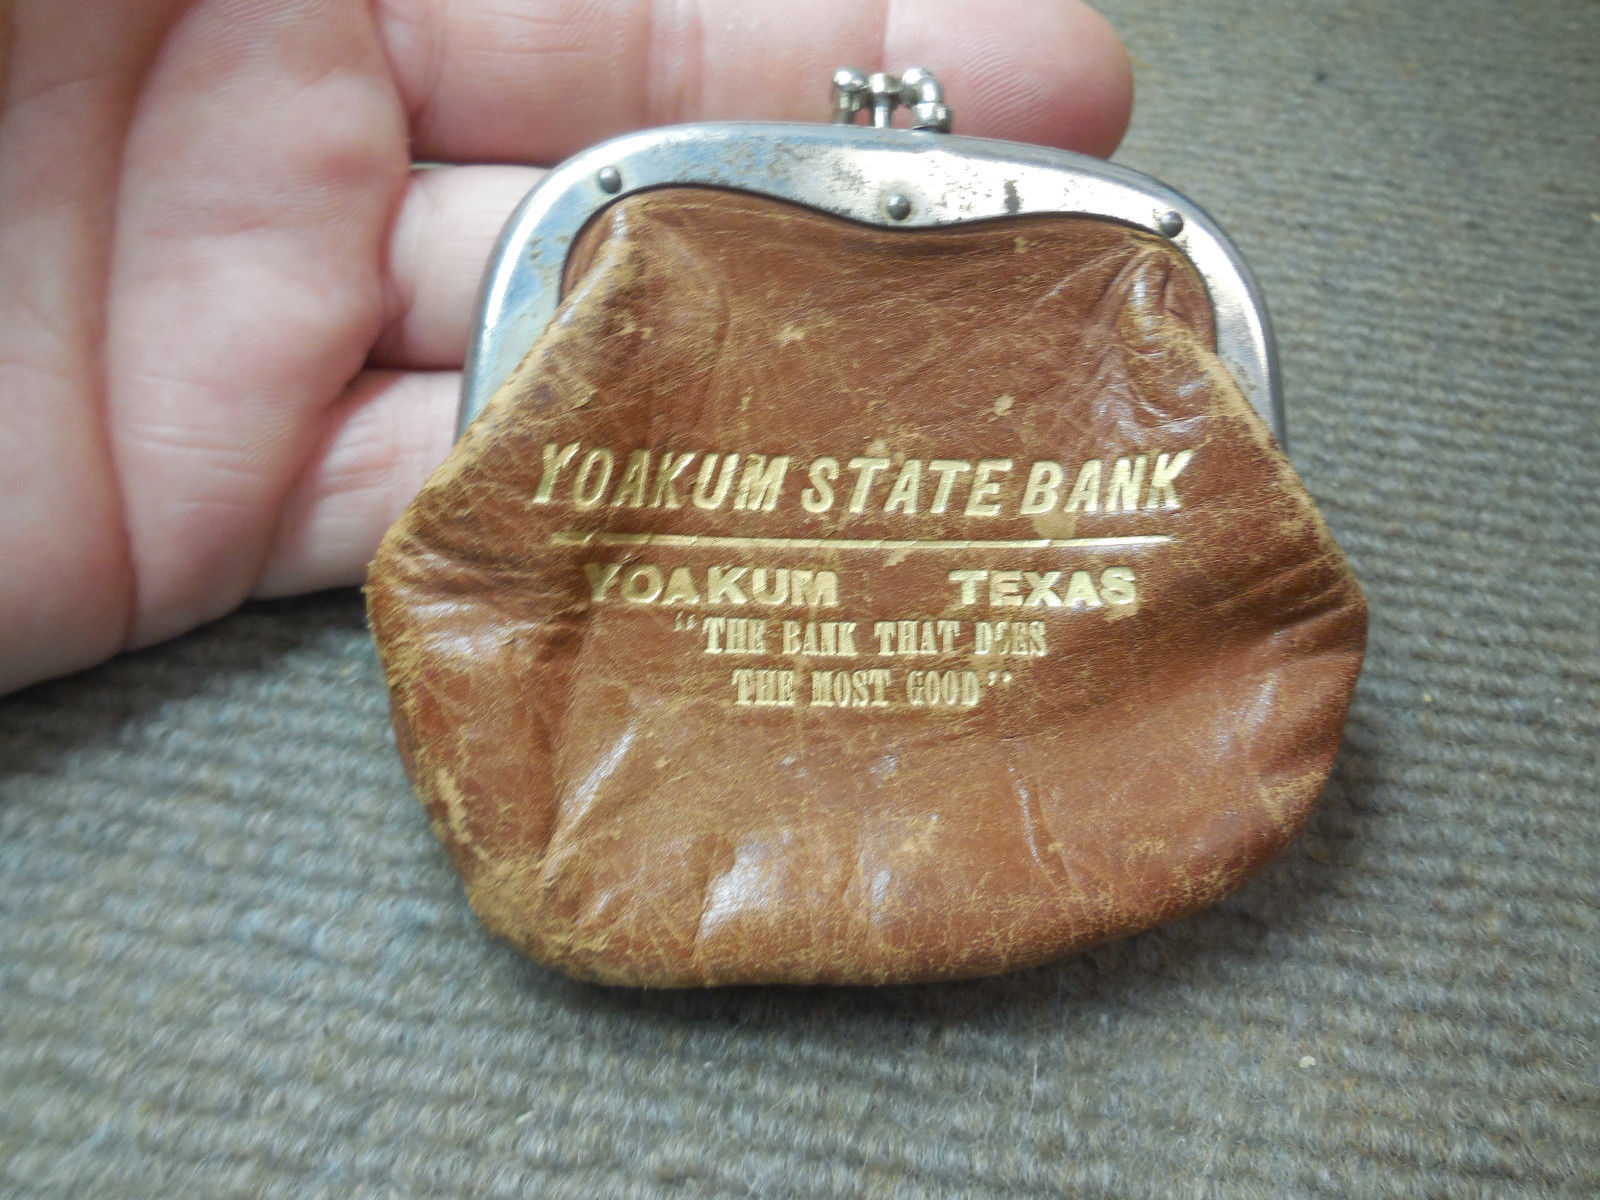 YOAKUM STATE BANK
YOAKUM TEXAS
"THE BANK THAT DOES
THE MOST GOOD"